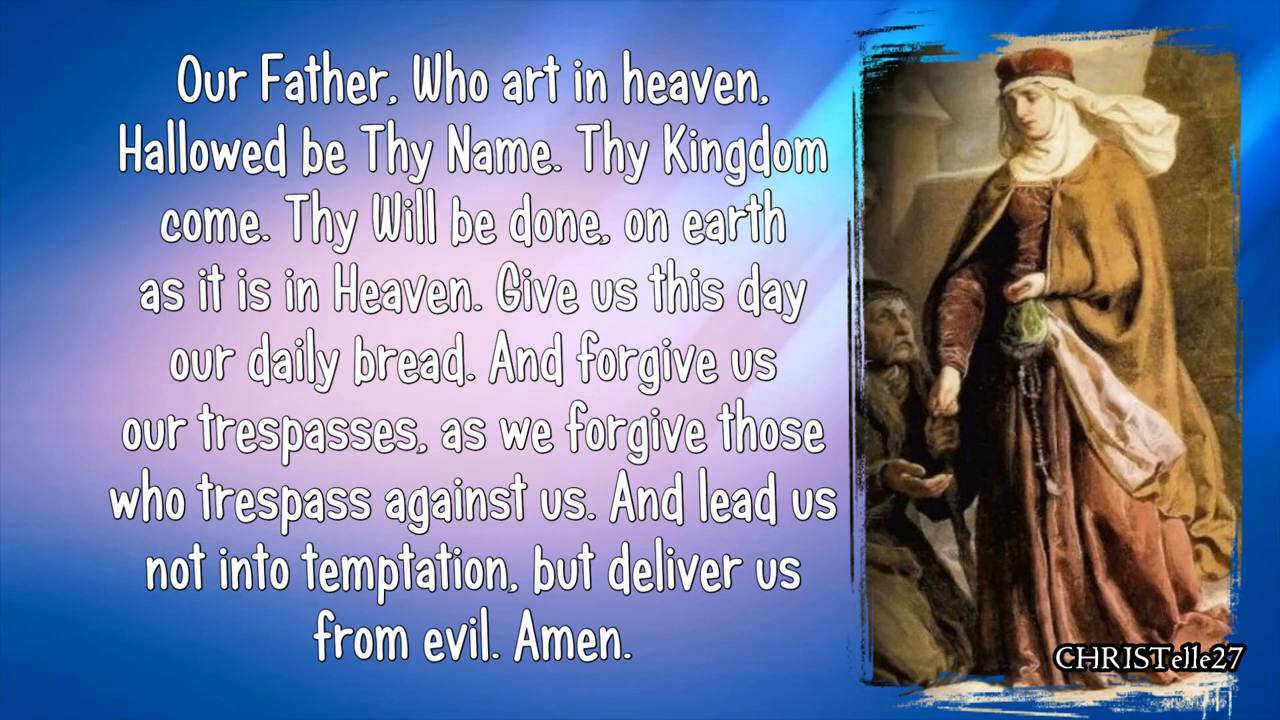 Our Father, Who art in heaven,
Hallowed be Thy Name. Thy Kingdom
come. Thy Will be done, on earth
as it is in Heaven. Give us this day
our daily bread. And forgive us
our trespasses, as we forgive those
who trespass against us. And lead us
not into temptation, but deliver us
from evil. Amen.
CHRISTelle27